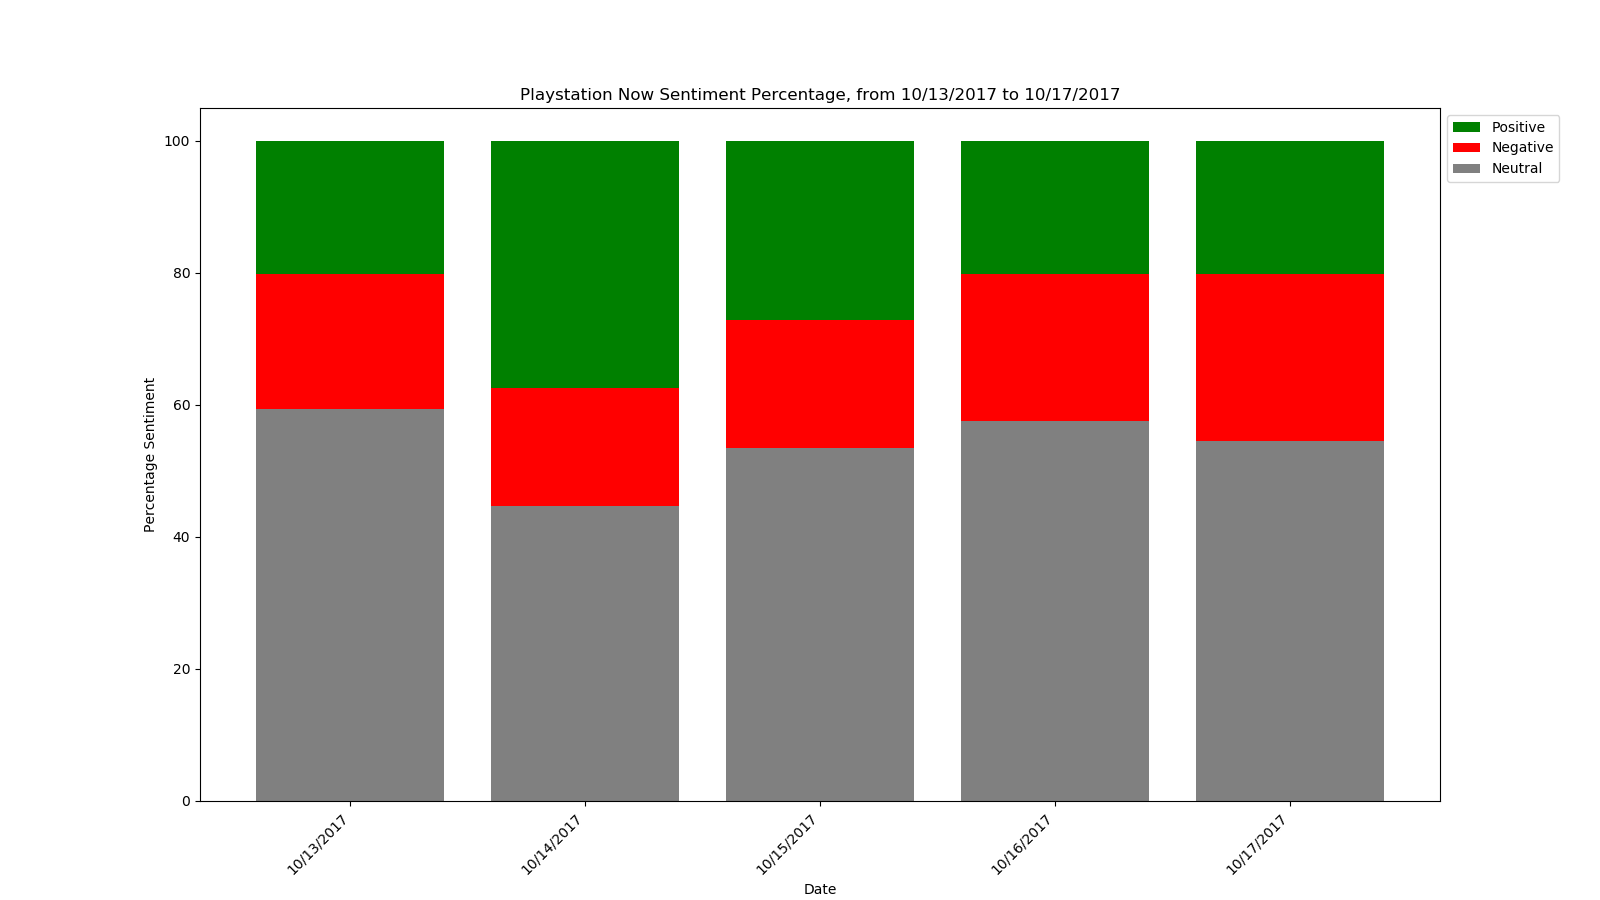 Playstation Now Sentiment Percentage, from 10/13/2017 to 10/17/2017
Positive
Negative
Neutral
Percentage Sentiment
100
80
60
40
20
0
10/13/2017
10/14/2017
10/15/2017
10/16/2017
10/17/2017
Date